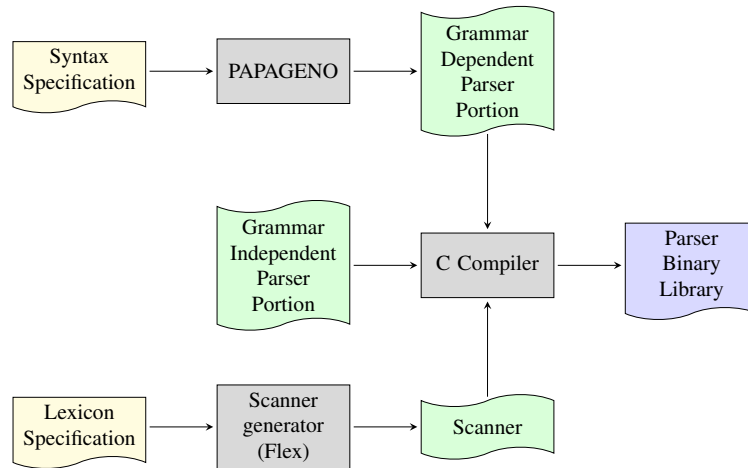 Syntax
Specification
PAPAGENO
Grammar
Dependent
Parser
Portion
Grammar
Independent
Parser
Portion
C Compiler
Parser
Binary
Library
Lexicon
Specification
Scanner
generator
(Flex)
Scanner